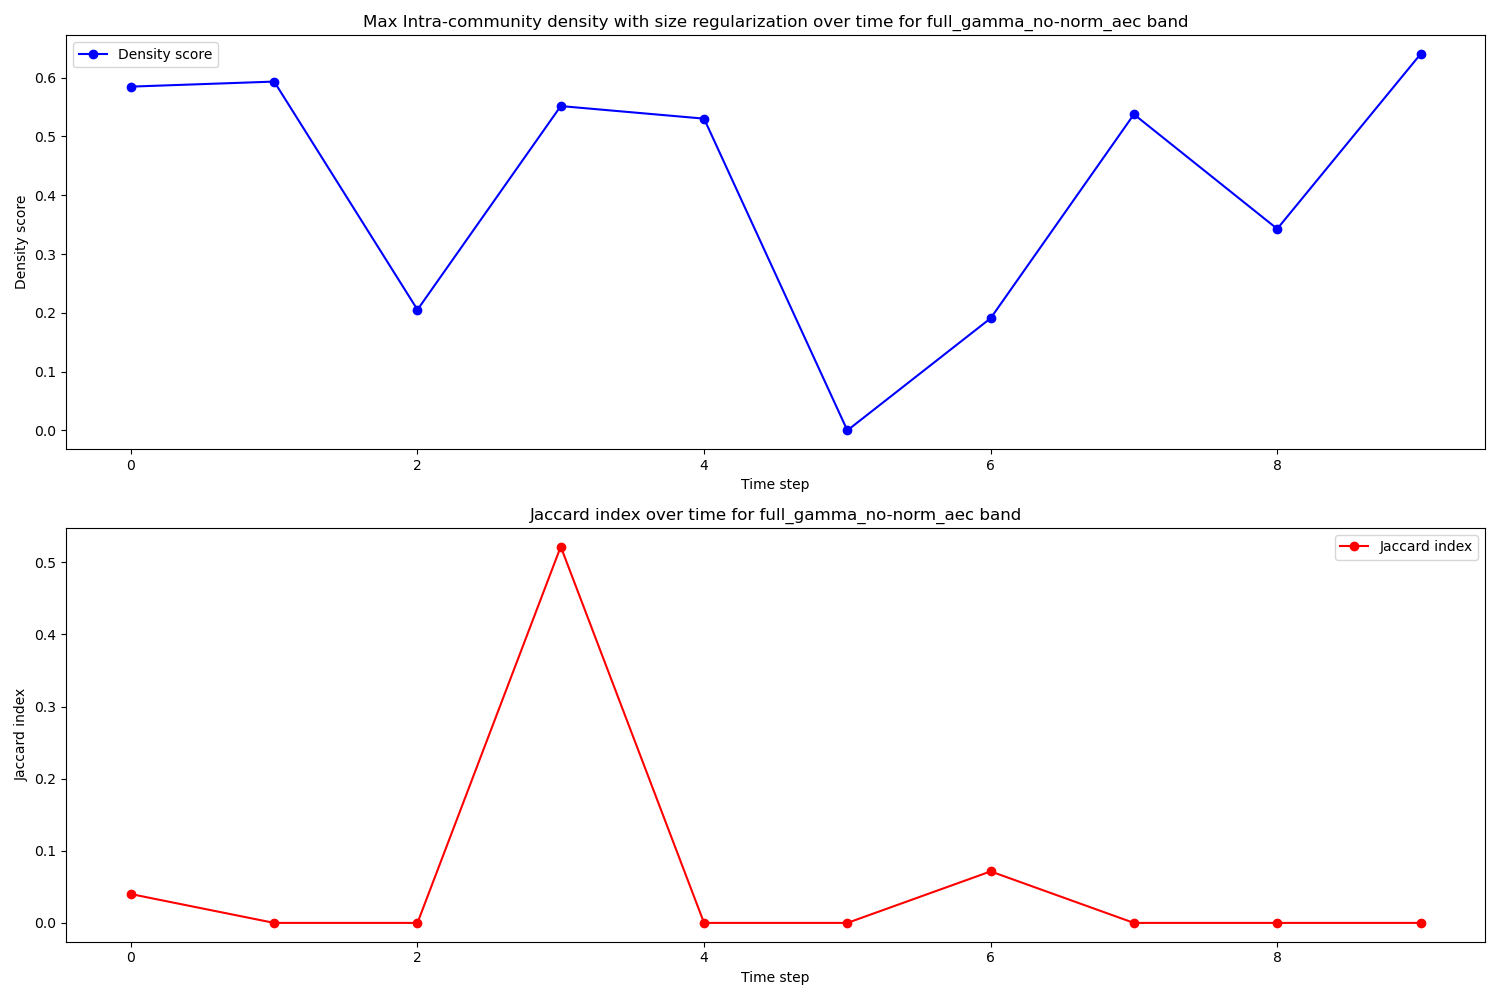 Max Intra-community density with size regularization over time for full_gamma_no-norm_aec band
Density score
0.6
0.5
0.4
0.3
0.2
0.1
0.0
Density score
0 2 4 6 8
Time step
Jaccard index over time for full_gamma_no-norm_aec band
Jaccard index
0.5
0.4
0.3
0.2
0.1
0.0
Jaccard index
0 2 4 6 8
Time step